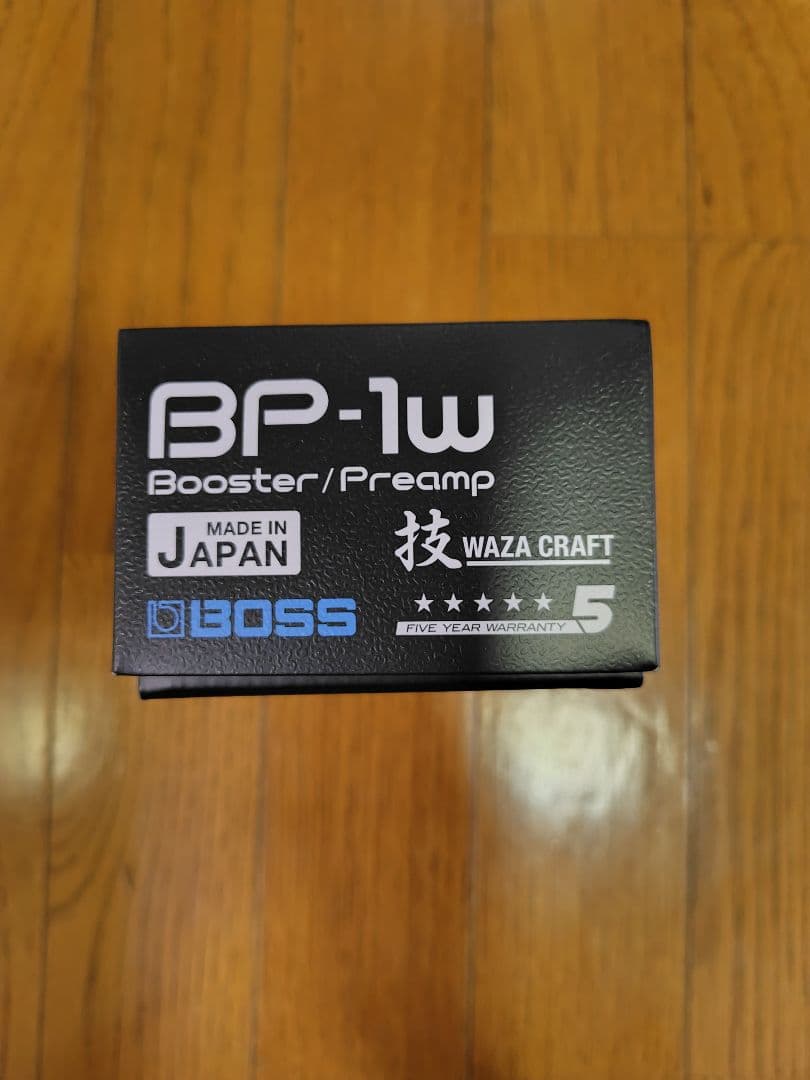 BP-1w
Booster/Preamp
MADE IN
JAPAN
技 WAZA CRAFT
BOSS
5
FIVE YEAR WARRANTY